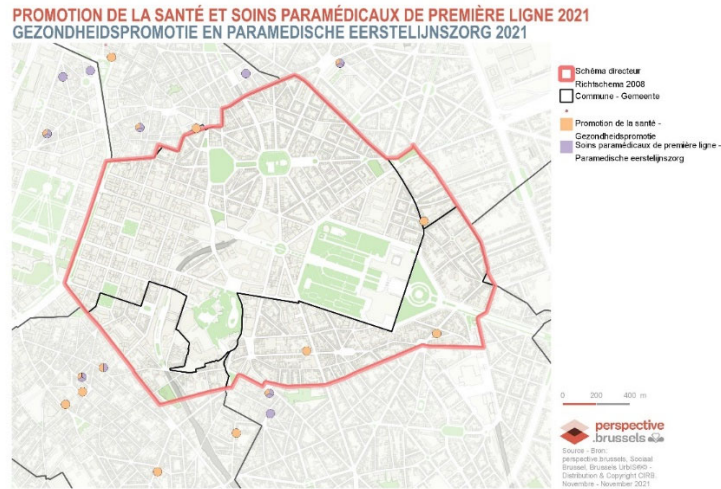 PROMOTION DE LA SANTÉ ET SOINS PARAMÉDICAUX DE PREMIÈRE LIGNE 2021
GEZONDHEIDSPROMOTIE EN PARAMEDISCHE EERSTELIJNSZORG 2021
Schéma directeur
Richtschema 2008
Commune - Gemeente
Promotion de la santé -
Gezondheidspromotie
Soins paramédicaux de première ligne -
Paramedische eerstelijnszorg
0 200 400 m
perspective
.brussels
Source - Bron:
perspective.brussels, Sociaal
Brussel, Brussels UrbIS®© -
Distribution & Copyright CIRB,
Novembre - November 2021